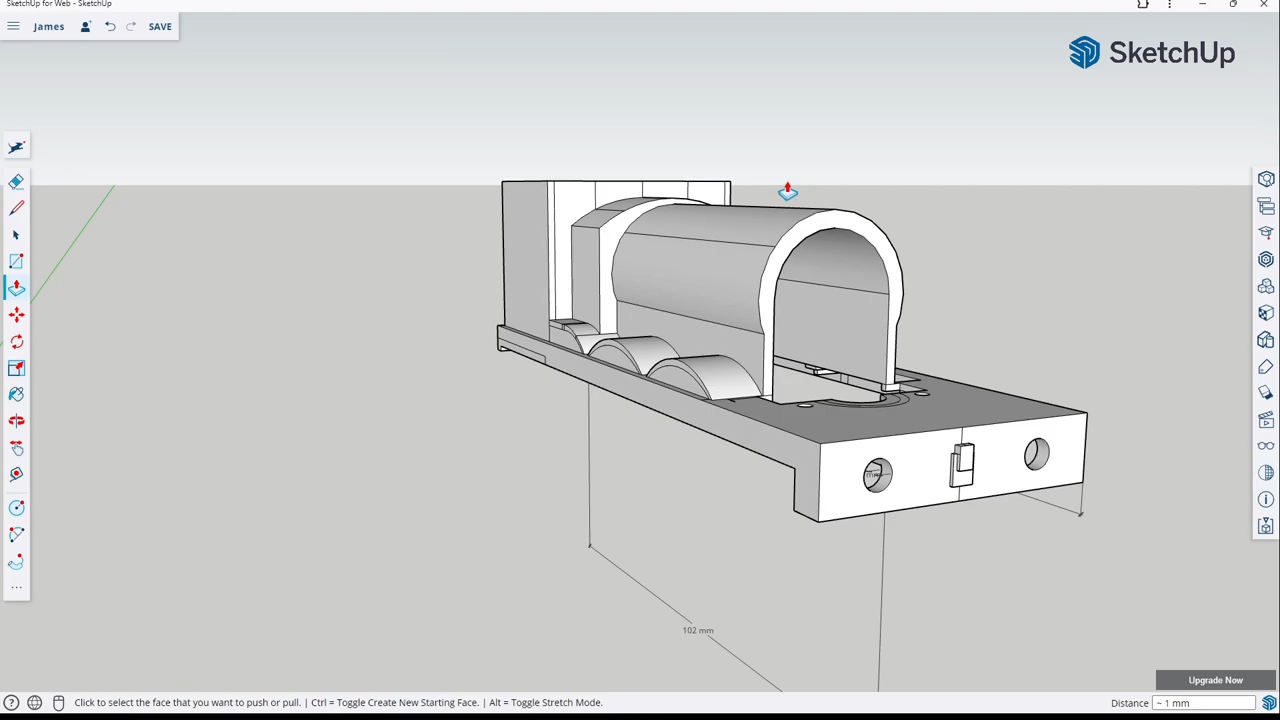 SketchUp for Web - SketchUp
James
SAVE
SketchUp
102 mm
Upgrade Now
Click to select the face that you want to push or pull. | Ctrl = Toggle Create New Starting Face. | Alt = Toggle Stretch Mode.
Distance
~ 1 mm